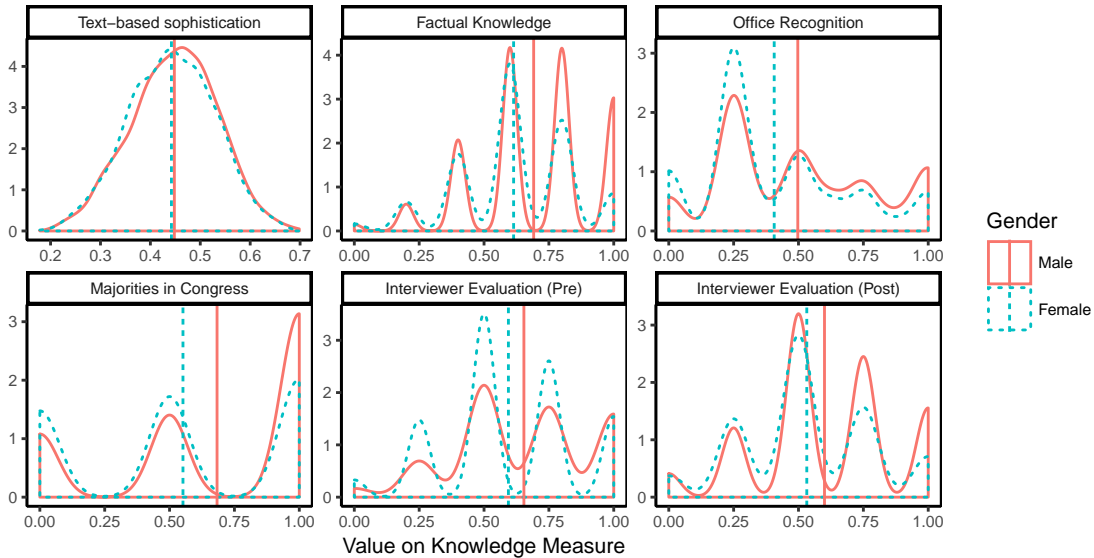 Text−based sophistication
Factual Knowledge
Office Recognition
4
3
2
1
0
0.2 0.3 0.4 0.5 0.6 0.7
4
3
2
1
0
0.00 0.25 0.50 0.75 1.00
3
2
1
0
0.00 0.25 0.50 0.75 1.00
Gender
Male
Female
Majorities in Congress
Interviewer Evaluation (Pre)
Interviewer Evaluation (Post)
3
2
1
0
0.00 0.25 0.50 0.75 1.00
3
2
1
0
0.00 0.25 0.50 0.75 1.00
3
2
1
0
0.00 0.25 0.50 0.75 1.00
Value on Knowledge Measure